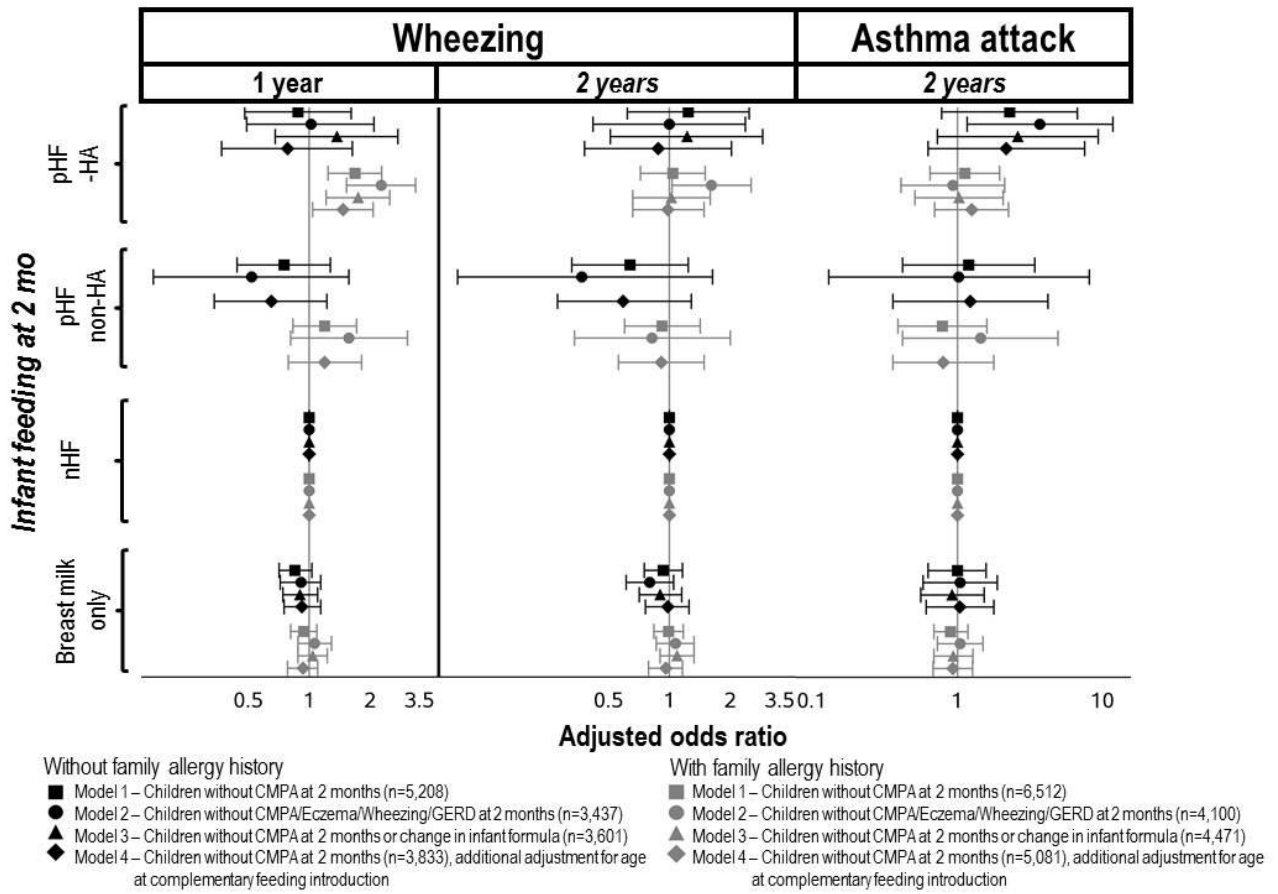 Wheezing
Asthma attack
1 year
2 years
2 years
Infant feeding at 2 mo
pHF
-HA
pHF
non-HA
nHF
Breast milk
only
0.5 1 2 3.5
0.5 1 2 3.5
0.1 1 10
Adjusted odds ratio
Without family allergy history
Model 1 – Children without CMPA at 2 months (n=5,208)
Model 2 – Children without CMPA/Eczema/Wheezing/GERD at 2 months (n=3,437)
Model 3 – Children without CMPA at 2 months or change in infant formula (n=3,601)
Model 4 – Children without CMPA at 2 months (n=3,833), additional adjustment for age
at complementary feeding introduction
With family allergy history
Model 1 – Children without CMPA at 2 months (n=6,512)
Model 2 – Children without CMPA/Eczema/Wheezing/GERD at 2 months (n=4,100)
Model 3 – Children without CMPA at 2 months or change in infant formula (n=4,471)
Model 4 – Children without CMPA at 2 months (n=5,081), additional adjustment for age
at complementary feeding introduction